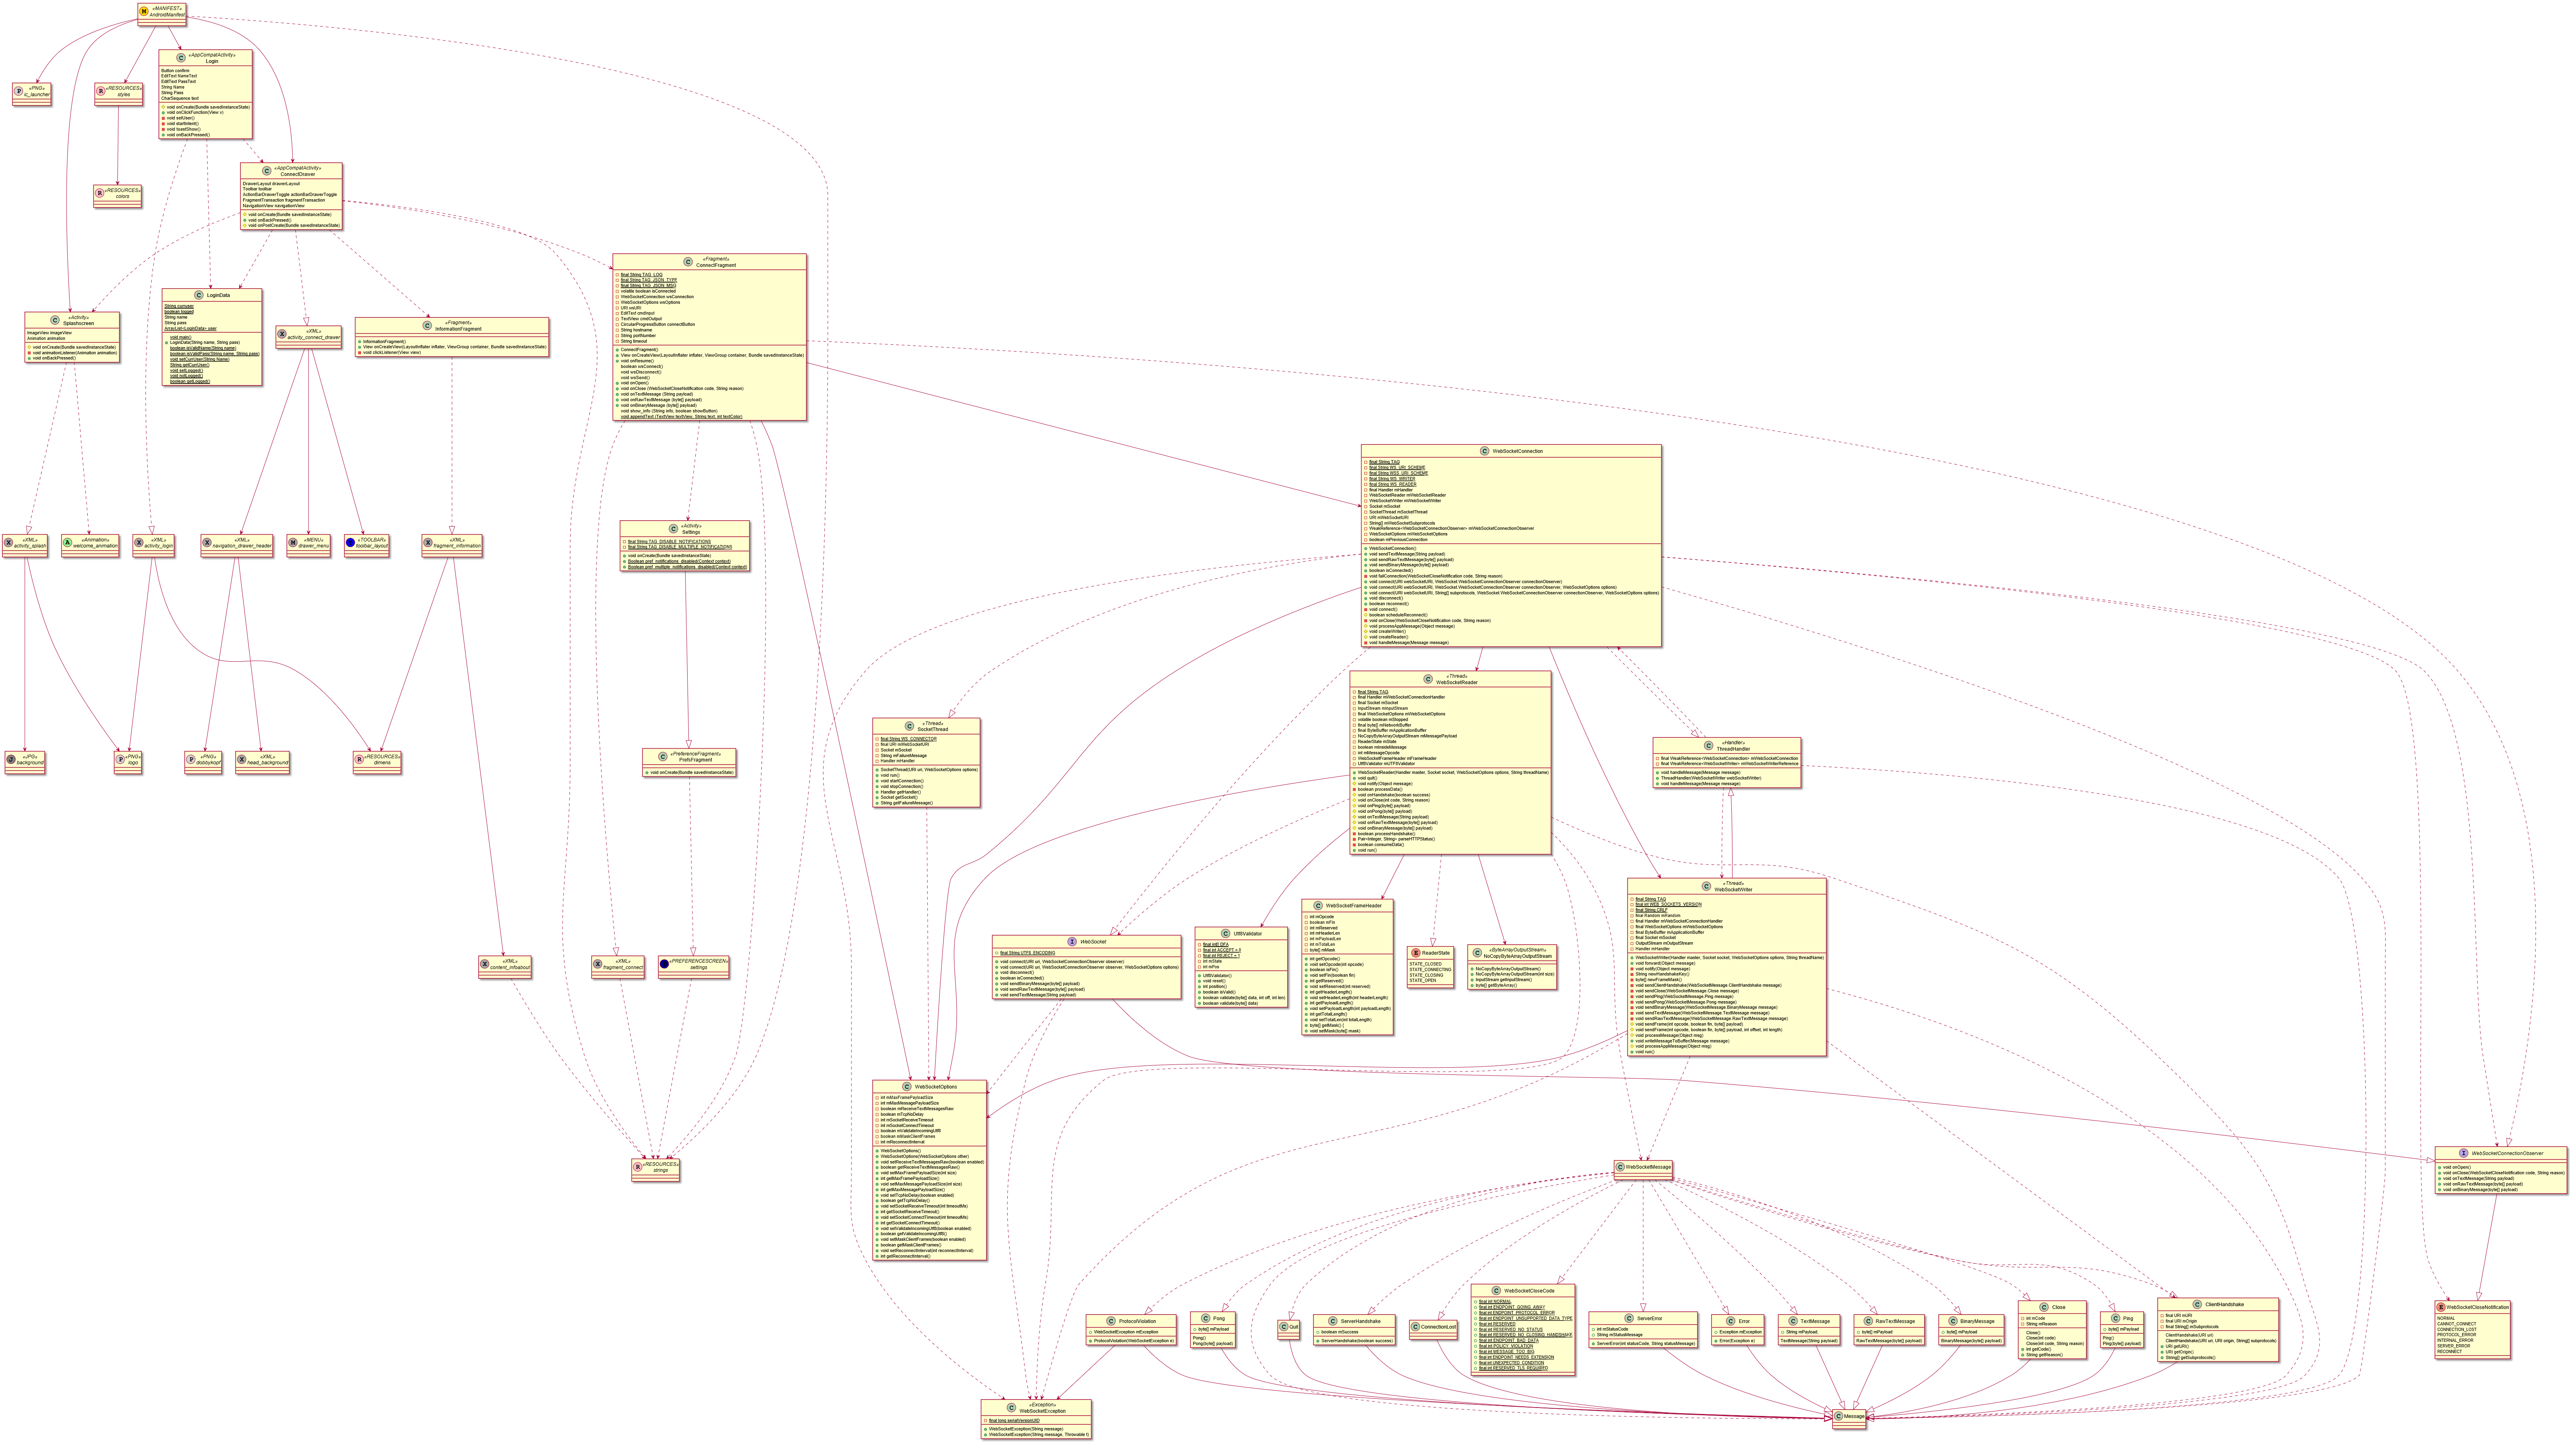 «MANIFEST»
AndroidManifest
«PNG»
ic_launcher
«RESOURCES»
styles
«AppCompatActivity»
Login
Button confirm
EditText NameText
EditText PassText
String Name
String Pass
CharSequence text
void onCreate(Bundle savedInstanceState)
void onClickFunction(View v)
void setUser()
void startIntent()
void toastShow()
void onBackPressed()
«RESOURCES»
colors
«AppCompatActivity»
ConnectDrawer
DrawerLayout drawerLayout
Toolbar toolbar
ActionBarDrawerToggle actionBarDrawerToggle
FragmentTransaction fragmentTransaction
NavigationView navigationView
void onCreate(Bundle savedInstanceState)
void onBackPressed()
void onPostCreate(Bundle savedInstanceState)
«Fragment»
ConnectFragment
final String TAG_LOG
final String TAG_JSON_TYPE
final String TAG_JSON_MSG
volatile boolean isConnected
WebSocketConnection wsConnection
WebSocketOptions wsOptions
URI wsURI
EditText cmdInput
TextView cmdOutput
CircularProgressButton connectButton
String hostname
String portNumber
String timeout
ConnectFragment()
View onCreateView(LayoutInflater inflater, ViewGroup container, Bundle savedInstanceState)
void onResume()
boolean wsConnect()
void wsDisconnect()
void wsSend()
void onOpen()
void onClose (WebSocketCloseNotification code, String reason)
void onTextMessage (String payload)
void onRawTextMessage (byte[] payload)
void onBinaryMessage (byte[] payload)
void show_info (String info, boolean showButton)
void appendText (TextView textView, String text, int textColor)
«Activity»
Splashscreen
ImageView imageView
Animation animation
void onCreate(Bundle savedInstanceState)
void animationListener(Animation animation)
void onBackPressed()
LoginData
String curruser
boolean logged
String name
String pass
ArrayList<LoginData> user
void main()
LoginData(String name, String pass)
boolean isValidName(String name)
boolean isValidPass(String name, String pass)
void setCurrUser(String Name)
String getCurrUser()
void setLogged()
void notLogged()
boolean getLogged()
«XML»
activity_connect_drawer
«Fragment»
InformationFragment
InformationFragment()
View onCreateView(LayoutInflater inflater, ViewGroup container, Bundle savedInstanceState)
void clickListener(View view)
WebSocketConnection
final String TAG
final String WS_URI_SCHEME
final String WSS_URI_SCHEME
final String WS_WRITER
final String WS_READER
final Handler mHandler
WebSocketReader mWebSocketReader
WebSocketWriter mWebSocketWriter
Socket mSocket
SocketThread mSocketThread
URI mWebSocketURI
String[] mWebSocketSubprotocols
WeakReference<WebSocketConnectionObserver> mWebSocketConnectionObserver
WebSocketOptions mWebSocketOptions
boolean mPreviousConnection
WebSocketConnection()
void sendTextMessage(String payload)
void sendRawTextMessage(byte[] payload)
void sendBinaryMessage(byte[] payload)
boolean isConnected()
void failConnection(WebSocketCloseNotification code, String reason)
void connect(URI webSocketURI, WebSocket.WebSocketConnectionObserver connectionObserver)
void connect(URI webSocketURI, WebSocket.WebSocketConnectionObserver connectionObserver, WebSocketOptions options)
void connect(URI webSocketURI, String[] subprotocols, WebSocket.WebSocketConnectionObserver connectionObserver, WebSocketOptions options)
void disconnect()
boolean reconnect()
void connect()
boolean scheduleReconnect()
void onClose(WebSocketCloseNotification code, String reason)
void processAppMessage(Object message)
void createWriter()
void createReader()
void handleMessage(Message message)
«Activity»
Settings
final String TAG_DISABLE_NOTIFICATIONS
final String TAG_DISABLE_MULTIPLE_NOTIFICATIONS
void onCreate(Bundle savedInstanceState)
Boolean pref_notifications_disabled(Context context)
Boolean pref_multiple_notifications_disabled(Context context)
«XML»
activity_splash
«Animation»
welcome_animation
«XML»
activity_login
«XML»
navigation_drawer_header
«MENU»
drawer_menu
«TOOLBAR»
toolbar_layout
«XML»
fragment_information
«Thread»
WebSocketReader
final String TAG
final Handler mWebSocketConnectionHandler
final Socket mSocket
InputStream mInputStream
final WebSocketOptions mWebSocketOptions
volatile boolean mStopped
final byte[] mNetworkBuffer
final ByteBuffer mApplicationBuffer
NoCopyByteArrayOutputStream mMessagePayload
ReaderState mState
boolean mInsideMessage
int mMessageOpcode
WebSocketFrameHeader mFrameHeader
Utf8Validator mUTF8Validator
WebSocketReader(Handler master, Socket socket, WebSocketOptions options, String threadName)
void quit()
void notify(Object message)
boolean processData()
void onHandshake(boolean success)
void onClose(int code, String reason)
void onPing(byte[] payload)
void onPong(byte[] payload)
void onTextMessage(String payload)
void onRawTextMessage(byte[] payload)
void onBinaryMessage(byte[] payload)
boolean processHandshake()
Pair<Integer, String> parseHTTPStatus()
boolean consumeData()
void run()
«Thread»
SocketThread
final String WS_CONNECTOR
final URI mWebSocketURI
Socket mSocket
String mFailureMessage
Handler mHandler
SocketThread(URI uri, WebSocketOptions options)
void run()
void startConnection()
void stopConnection()
Handler getHandler()
Socket getSocket()
String getFailureMessage()
«Handler»
ThreadHandler
final WeakReference<WebSocketConnection> mWebSocketConnection
final WeakReference<WebSocketWriter> mWebSocketWriterReference
void handleMessage(Message message)
ThreadHandler(WebSocketWriter webSocketWriter)
void handleMessage(Message message)
«JPG»
background
«PNG»
logo
«PNG»
dobbykopf
«XML»
head_background
«RESOURCES»
dimens
«PreferenceFragment»
PrefsFragment
void onCreate(Bundle savedInstanceState)
«Thread»
WebSocketWriter
final String TAG
final int WEB_SOCKETS_VERSION
final String CRLF
final Random mRandom
final Handler mWebSocketConnectionHandler
final WebSocketOptions mWebSocketOptions
final ByteBuffer mApplicationBuffer
final Socket mSocket
OutputStream mOutputStream
Handler mHandler
WebSocketWriter(Handler master, Socket socket, WebSocketOptions options, String threadName)
void forward(Object message)
void notify(Object message)
String newHandshakeKey()
byte[] newFrameMask()
void sendClientHandshake(WebSocketMessage.ClientHandshake message)
void sendClose(WebSocketMessage.Close message)
void sendPing(WebSocketMessage.Ping message)
void sendPong(WebSocketMessage.Pong message)
void sendBinaryMessage(WebSocketMessage.BinaryMessage message)
void sendTextMessage(WebSocketMessage.TextMessage message)
void sendRawTextMessage(WebSocketMessage.RawTextMessage message)
void sendFrame(int opcode, boolean fin, byte[] payload)
void sendFrame(int opcode, boolean fin, byte[] payload, int offset, int length)
void processMessage(Object msg)
void writeMessageToBuffer(Message message)
void processAppMessage(Object msg)
void run()
WebSocket
final String UTF8_ENCODING
void connect(URI uri, WebSocketConnectionObserver observer)
void connect(URI uri, WebSocketConnectionObserver observer, WebSocketOptions options)
void disconnect()
boolean isConnected()
void sendBinaryMessage(byte[] payload)
void sendRawTextMessage(byte[] payload)
void sendTextMessage(String payload)
Utf8Validator
final int[] DFA
final int ACCEPT = 0
final int REJECT = 1
int mState
int mPos
Utf8Validator()
void reset()
int position()
boolean isValid()
boolean validate(byte[] data, int off, int len)
boolean validate(byte[] data)
WebSocketFrameHeader
int mOpcode
boolean mFin
int mReserved
int mHeaderLen
int mPayloadLen
int mTotalLen
byte[] mMask
int getOpcode()
void setOpcode(int opcode)
boolean isFin()
void setFin(boolean fin)
int getReserved()
void setReserved(int reserved)
int getHeaderLength()
void setHeaderLength(int headerLength)
int getPayloadLength()
void setPayloadLength(int payloadLength)
int getTotalLength()
void setTotalLen(int totalLength)
byte[] getMask() {
void setMask(byte[] mask)
ReaderState
STATE_CLOSED
STATE_CONNECTING
STATE_CLOSING
STATE_OPEN
«ByteArrayOutputStream»
NoCopyByteArrayOutputStream
NoCopyByteArrayOutputStream()
NoCopyByteArrayOutputStream(int size)
InputStream getInputStream()
byte[] getByteArray()
«XML»
content_infoabout
«XML»
fragment_connect
«PREFERENCESCREEN»
settings
WebSocketOptions
int mMaxFramePayloadSize
int mMaxMessagePayloadSize
boolean mReceiveTextMessagesRaw
boolean mTcpNoDelay
int mSocketReceiveTimeout
int mSocketConnectTimeout
boolean mValidateIncomingUtf8
boolean mMaskClientFrames
int mReconnectInterval
WebSocketOptions()
WebSocketOptions(WebSocketOptions other)
void setReceiveTextMessagesRaw(boolean enabled)
boolean getReceiveTextMessagesRaw()
void setMaxFramePayloadSize(int size)
int getMaxFramePayloadSize()
void setMaxMessagePayloadSize(int size)
int getMaxMessagePayloadSize()
void setTcpNoDelay(boolean enabled)
boolean getTcpNoDelay()
void setSocketReceiveTimeout(int timeoutMs)
int getSocketReceiveTimeout()
void setSocketConnectTimeout(int timeoutMs)
int getSocketConnectTimeout()
void setValidateIncomingUtf8(boolean enabled)
boolean getValidateIncomingUtf8()
void setMaskClientFrames(boolean enabled)
boolean getMaskClientFrames()
void setReconnectInterval(int reconnectInterval)
int getReconnectInterval()
«RESOURCES»
strings
WebSocketMessage
WebSocketConnectionObserver
void onOpen()
void onClose(WebSocketCloseNotification code, String reason)
void onTextMessage(String payload)
void onRawTextMessage(byte[] payload)
void onBinaryMessage(byte[] payload)
ProtocolViolation
WebSocketException mException
ProtocolViolation(WebSocketException e)
Pong
byte[] mPayload
Pong()
Pong(byte[] payload)
Quit
ServerHandshake
boolean mSuccess
ServerHandshake(boolean success)
ConnectionLost
WebSocketCloseCode
final int NORMAL
final int ENDPOINT_GOING_AWAY
final int ENDPOINT_PROTOCOL_ERROR
final int ENDPOINT_UNSUPPORTED_DATA_TYPE
final int RESERVED
final int RESERVED_NO_STATUS
final int RESERVED_NO_CLOSING_HANDSHAKE
final int ENDPOINT_BAD_DATA
final int POLICY_VIOLATION
final int MESSAGE_TOO_BIG
final int ENDPOINT_NEEDS_EXTENSION
final int UNEXPECTED_CONDITION
final int RESERVED_TLS_REQUIRED
ServerError
int mStatusCode
String mStatusMessage
ServerError(int statusCode, String statusMessage)
Error
Exception mException
Error(Exception e)
TextMessage
String mPayload;
TextMessage(String payload)
RawTextMessage
byte[] mPayload
RawTextMessage(byte[] payload)
BinaryMessage
byte[] mPayload
BinaryMessage(byte[] payload)
Close
int mCode
String mReason
Close()
Close(int code)
Close(int code, String reason)
int getCode()
String getReason()
Ping
byte[] mPayload
Ping()
Ping(byte[] payload)
ClientHandshake
final URI mURI
final URI mOrigin
final String[] mSubprotocols
ClientHandshake(URI uri)
ClientHandshake(URI uri, URI origin, String[] subprotocols)
URI getURI()
URI getOrigin()
String[] getSubprotocols()
WebSocketCloseNotification
NORMAL
CANNOT_CONNECT
CONNECTION_LOST
PROTOCOL_ERROR
INTERNAL_ERROR
SERVER_ERROR
RECONNECT
«Exception»
WebSocketException
final long serialVersionUID
WebSocketException(String message)
WebSocketException(String message, Throwable t)
Message